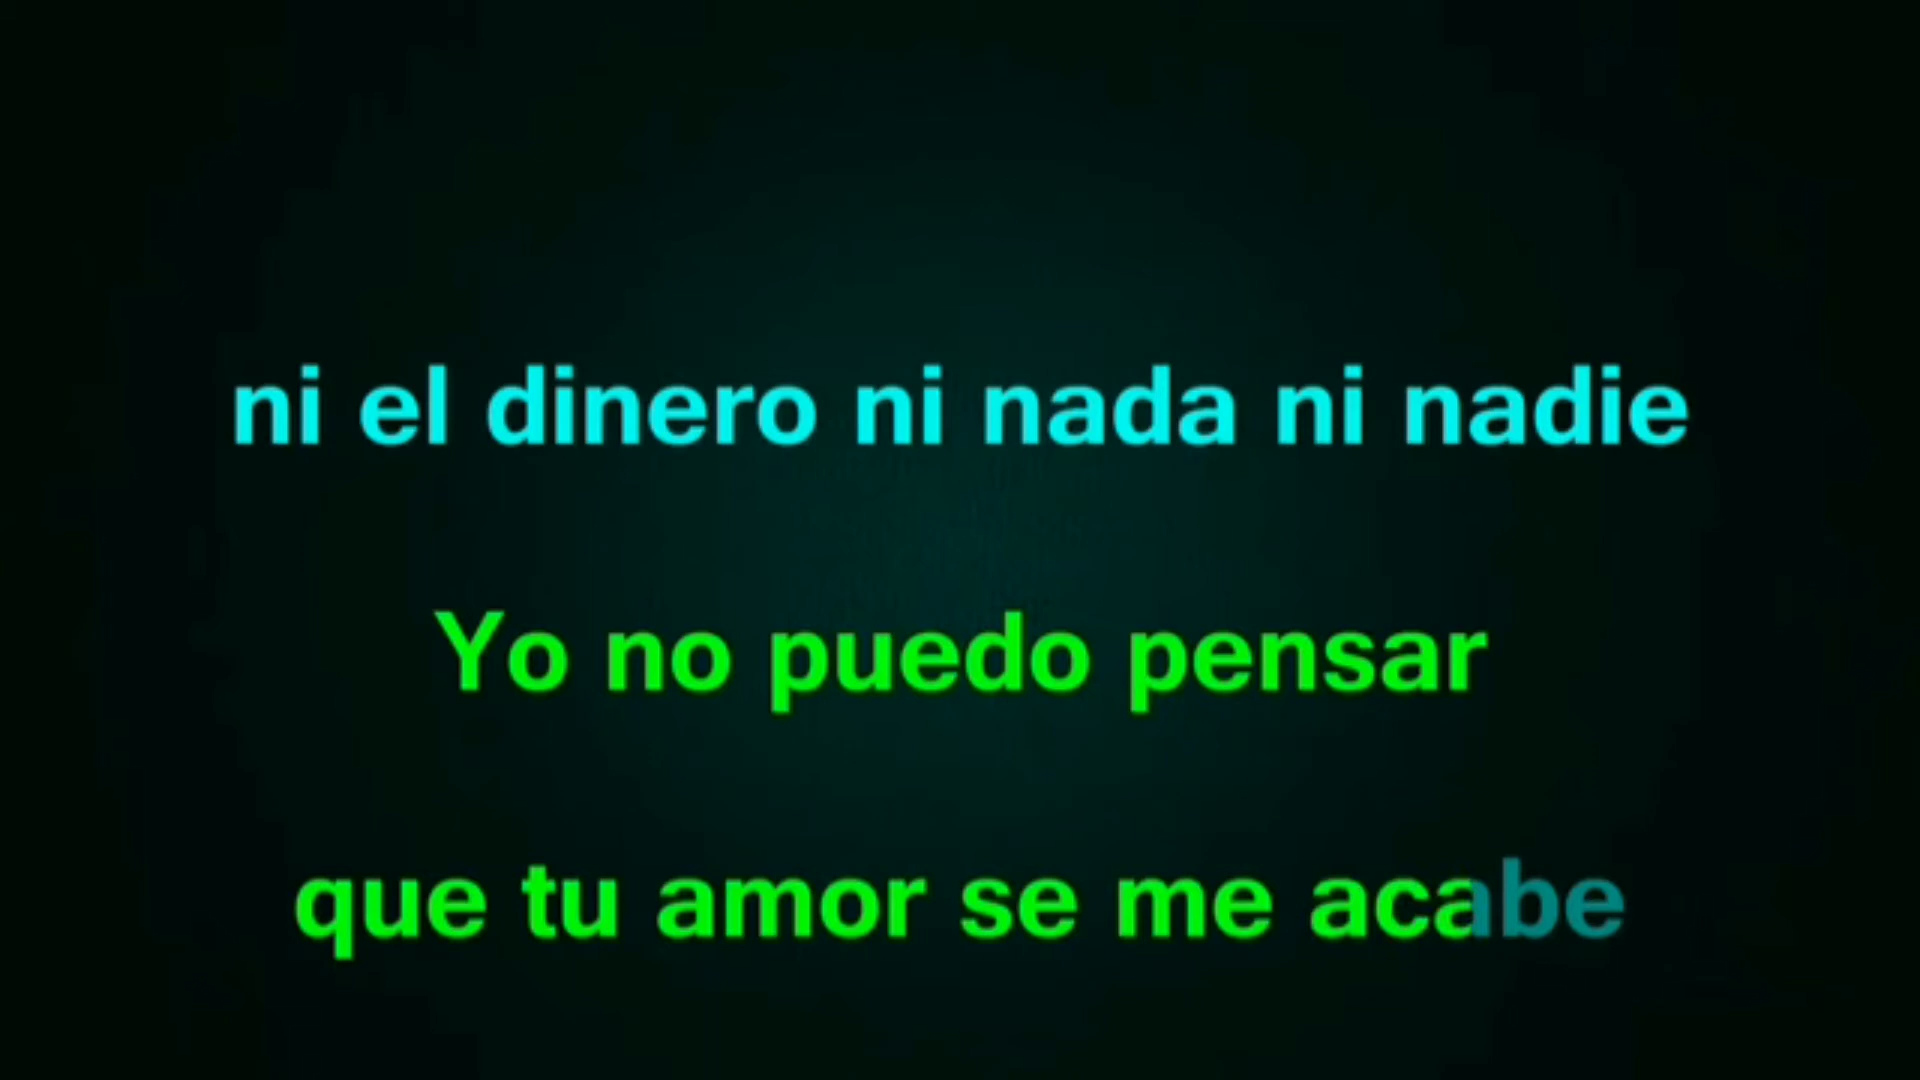 ni el dinero ni nada ni nadie
Yo no puedo pensar
que tu amor se me acabe